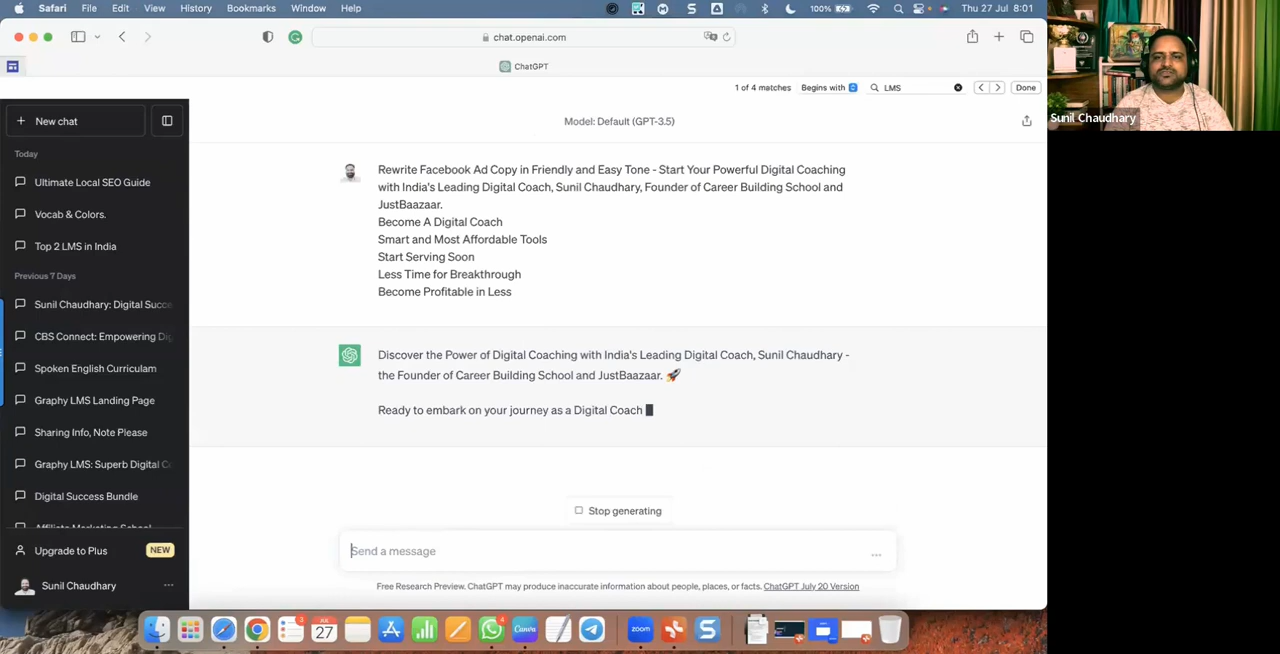 Safari File Edit View History Bookmarks Window Help 100% Thu 27 Jul 8:01
chat.openai.com
ChatGPT
1 of 4 matches Begins with LMS Done
New chat
Model: Default (GPT-3.5)
Sunil Chaudhary
Today
Ultimate Local SEO Guide
Vocab & Colors.
Top 2 LMS in India
Previous 7 Days
Sunil Chaudhary: Digital Succe
CBS Connect: Empowering Dig
Spoken English Curriculam
Graphy LMS Landing Page
Sharing Info, Note Please
Graphy LMS: Superb Digital Co
Digital Success Bundle
Affiliate Marketing School
Upgrade to Plus NEW
Sunil Chaudhary
Rewrite Facebook Ad Copy in Friendly and Easy Tone - Start Your Powerful Digital Coaching
with India's Leading Digital Coach, Sunil Chaudhary, Founder of Career Building School and
JustBaazaar.
Become A Digital Coach
Smart and Most Affordable Tools
Start Serving Soon
Less Time for Breakthrough
Become Profitable in Less
Discover the Power of Digital Coaching with India's Leading Digital Coach, Sunil Chaudhary -
the Founder of Career Building School and JustBaazaar. 🚀
Ready to embark on your journey as a Digital Coach
Stop generating
Send a message
Free Research Preview. ChatGPT may produce inaccurate information about people, places, or facts. ChatGPT July 20 Version
3
JUL
27
4
Canva
zoom